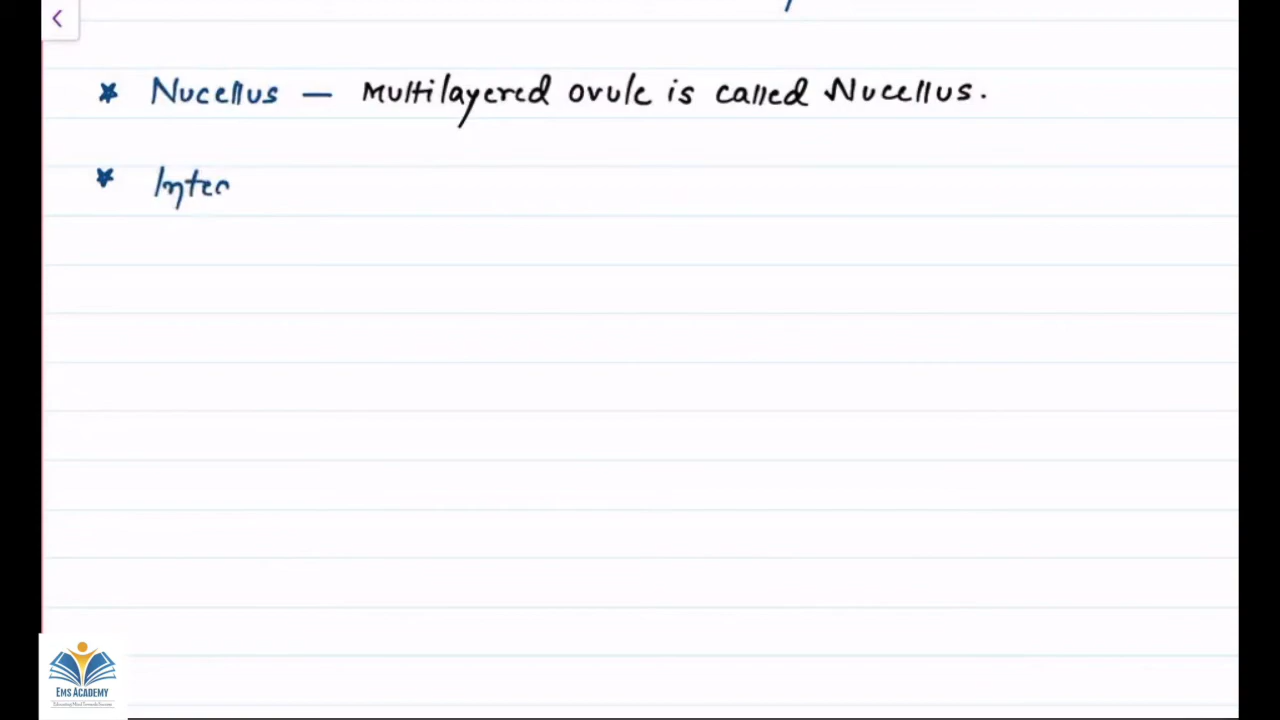 * Nucellus — Multilayered ovule is called Nucellus.
* Integ
EMS ACADEMY